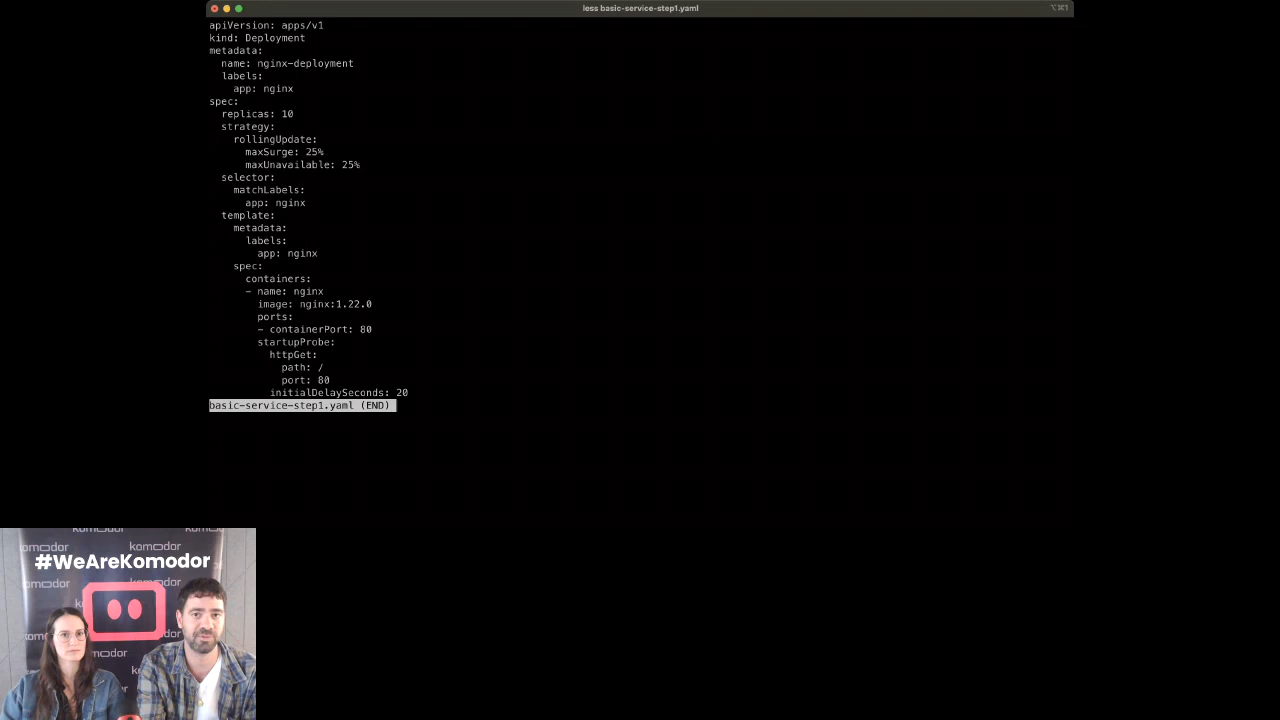 less basic-service-step1.yaml
⌥⌘1
apiVersion: apps/v1
kind: Deployment
metadata:
  name: nginx-deployment
  labels:
    app: nginx
spec:
  replicas: 10
  strategy:
    rollingUpdate:
      maxSurge: 25%
      maxUnavailable: 25%
  selector:
    matchLabels:
      app: nginx
  template:
    metadata:
      labels:
        app: nginx
    spec:
      containers:
      - name: nginx
        image: nginx:1.22.0
        ports:
        - containerPort: 80
        startupProbe:
          httpGet:
            path: /
            port: 80
          initialDelaySeconds: 20
basic-service-step1.yaml (END)
komodor
komodor
#WeAreKomodor